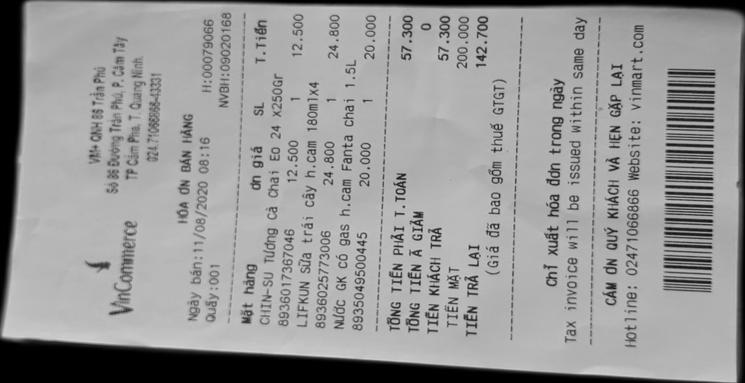 VinCommerce
VM+ QNH 86 Trần Phú
Số 86 Đường Trần Phú, P. Cẩm Tây
TP Cẩm Phả, T. Quảng Ninh
024.71066866-43331
HÓA ĐN BÁN HÀNG
Ngày bán:11/08/2020 08:16 H:00079066
Quầy:001 NVBH:09020168
Mặt hàng đn giá SL T.Tiền
CHIN-SU Tương Cà Chai Eo 24 x250Gr
8936017367046 12.500 1 12.500
LIFKUN Sữa trái cây h.cam 180mlx4
8936025773006 24.800 1 24.800
Nước GK có gas h.cam Fanta chai 1.5L
8935049500445 20.000 1 20.000
TỔNG TIỀN PHẢI T.TOÁN 57.300
TỔNG TIỀN Ã GIẢM 0
TIỀN KHÁCH TRẢ 57.300
TIỀN MẶT 200.000
TIỀN TRẢ LẠI 142.700
(Giá đã bao gồm thuế GTGT)
Chỉ xuất hóa đơn trong ngày
Tax invoice will be issued within same day
CẢM ƠN QUÝ KHÁCH VÀ HẸN GẶP LẠI
Hotline: 02471066866 Website: vinmart.com